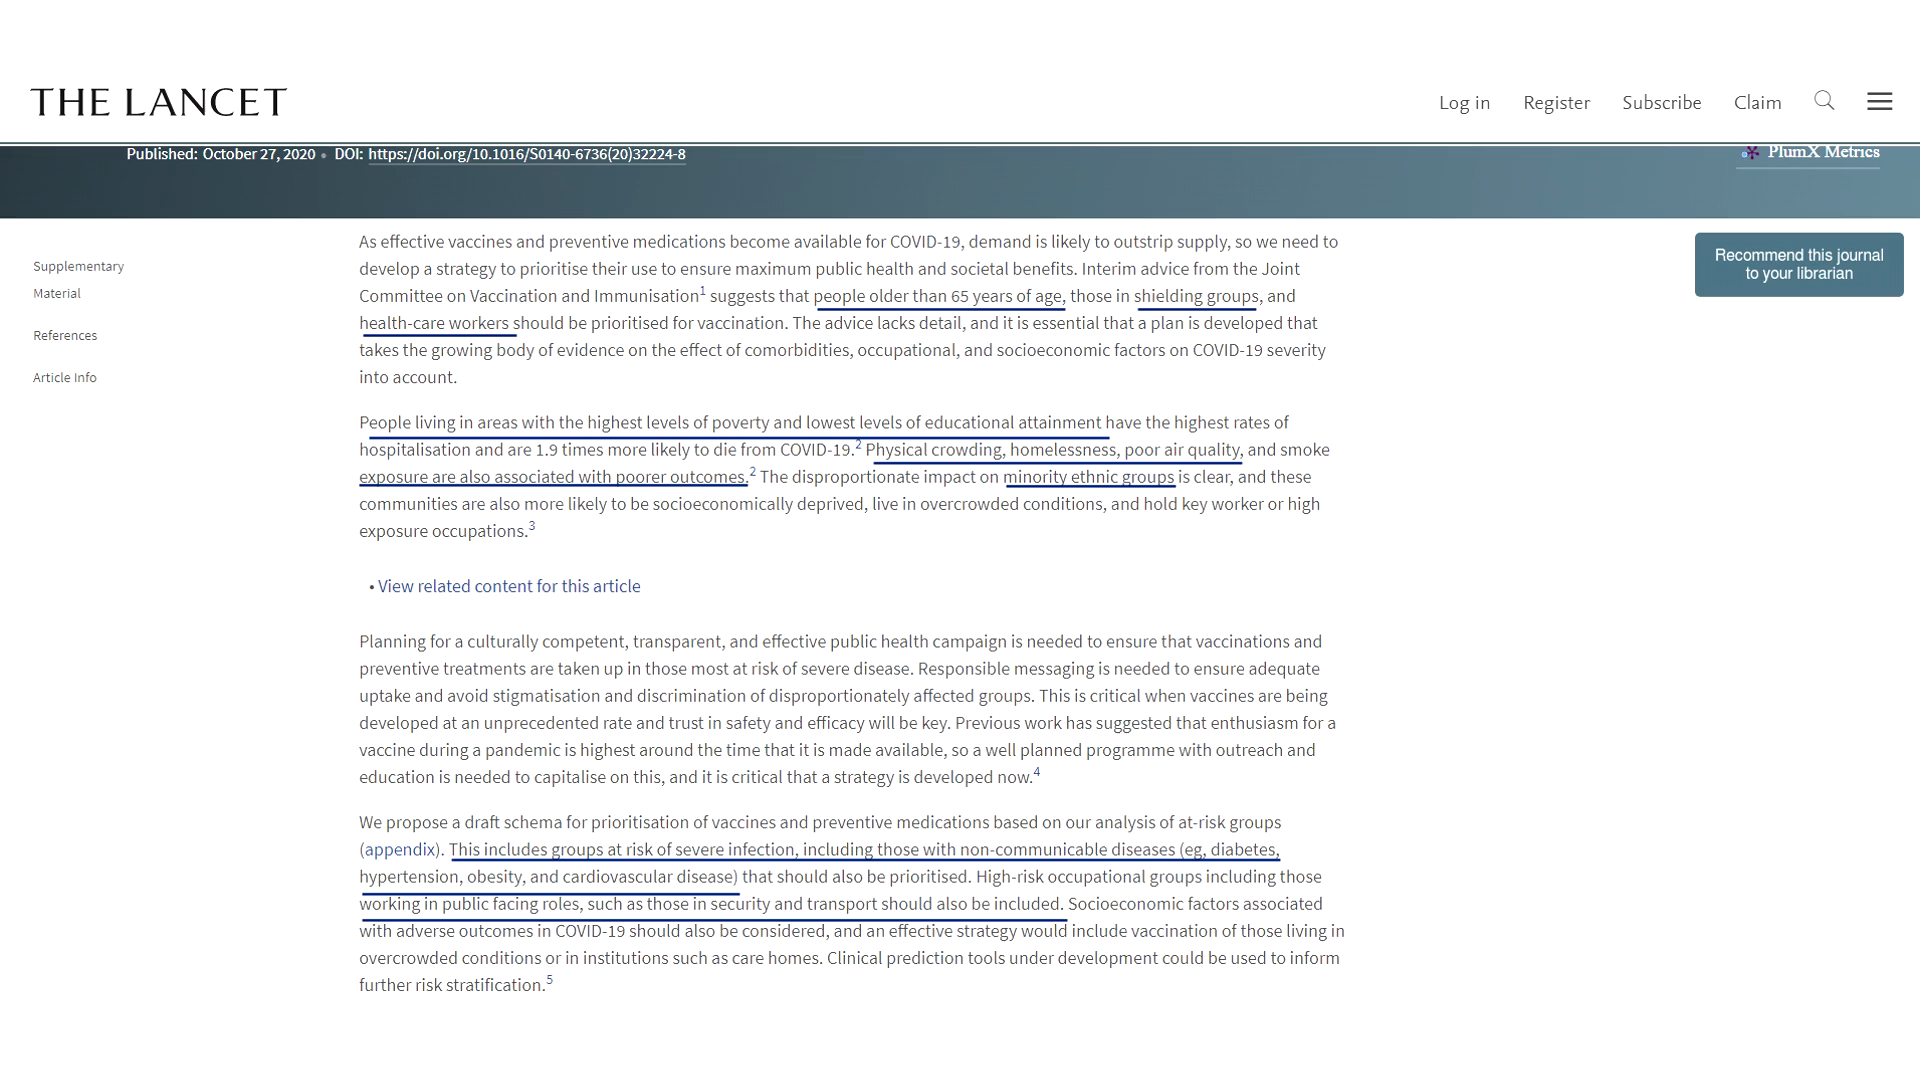 THE LANCET
Log in
Register
Subscribe
Claim
Published: October 27, 2020 • DOI: https://doi.org/10.1016/S0140-6736(20)32224-8
PlumX Metrics
Supplementary
Material
References
Article Info
Recommend this journal
to your librarian
As effective vaccines and preventive medications become available for COVID-19, demand is likely to outstrip supply, so we need to
develop a strategy to prioritise their use to ensure maximum public health and societal benefits. Interim advice from the Joint
Committee on Vaccination and Immunisation1 suggests that people older than 65 years of age, those in shielding groups, and
health-care workers should be prioritised for vaccination. The advice lacks detail, and it is essential that a plan is developed that
takes the growing body of evidence on the effect of comorbidities, occupational, and socioeconomic factors on COVID-19 severity
into account.
People living in areas with the highest levels of poverty and lowest levels of educational attainment have the highest rates of
hospitalisation and are 1.9 times more likely to die from COVID-19.2 Physical crowding, homelessness, poor air quality, and smoke
exposure are also associated with poorer outcomes.2 The disproportionate impact on minority ethnic groups is clear, and these
communities are also more likely to be socioeconomically deprived, live in overcrowded conditions, and hold key worker or high
exposure occupations.3
• View related content for this article
Planning for a culturally competent, transparent, and effective public health campaign is needed to ensure that vaccinations and
preventive treatments are taken up in those most at risk of severe disease. Responsible messaging is needed to ensure adequate
uptake and avoid stigmatisation and discrimination of disproportionately affected groups. This is critical when vaccines are being
developed at an unprecedented rate and trust in safety and efficacy will be key. Previous work has suggested that enthusiasm for a
vaccine during a pandemic is highest around the time that it is made available, so a well planned programme with outreach and
education is needed to capitalise on this, and it is critical that a strategy is developed now.4
We propose a draft schema for prioritisation of vaccines and preventive medications based on our analysis of at-risk groups
(appendix). This includes groups at risk of severe infection, including those with non-communicable diseases (eg, diabetes,
hypertension, obesity, and cardiovascular disease) that should also be prioritised. High-risk occupational groups including those
working in public facing roles, such as those in security and transport should also be included. Socioeconomic factors associated
with adverse outcomes in COVID-19 should also be considered, and an effective strategy would include vaccination of those living in
overcrowded conditions or in institutions such as care homes. Clinical prediction tools under development could be used to inform
further risk stratification.5